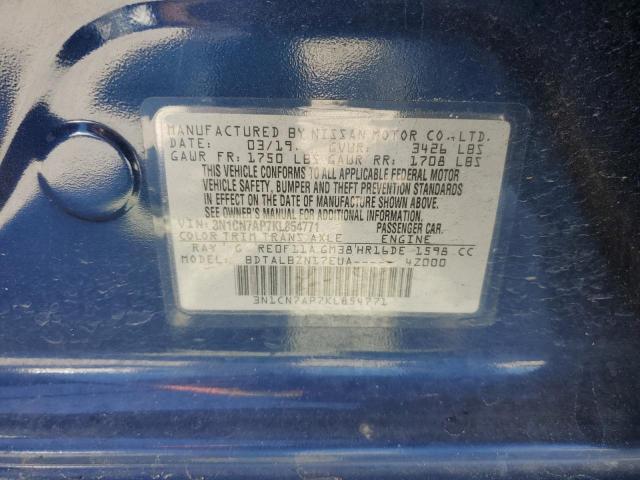 MANUFACTURED BY NISSAN MOTOR CO.,LTD.
DATE: 03/19 GVWR: 3426 LBS
GAWR FR: 1750 LBS GAWR RR: 1708 LBS
THIS VEHICLE CONFORMS TO ALL APPLICABLE FEDERAL MOTOR
VEHICLE SAFETY, BUMPER AND THEFT PREVENTION STANDARDS
IN EFFECT ON THE DATE OF MANUFACTURE SHOWN ABOVE.
SEE OWNER'S MANUAL FOR ADDITIONAL INFORMATION.
VIN: 3N1CN7AP7KL854771 PASSENGER CAR
COLOR TRIM TRANS AXLE ENGINE
RAY G RE0F11A GM38 HR16DE 1598 CC
MODEL: BDTALBZN17EUA----- 42000
3N1CN7AP7KL854771